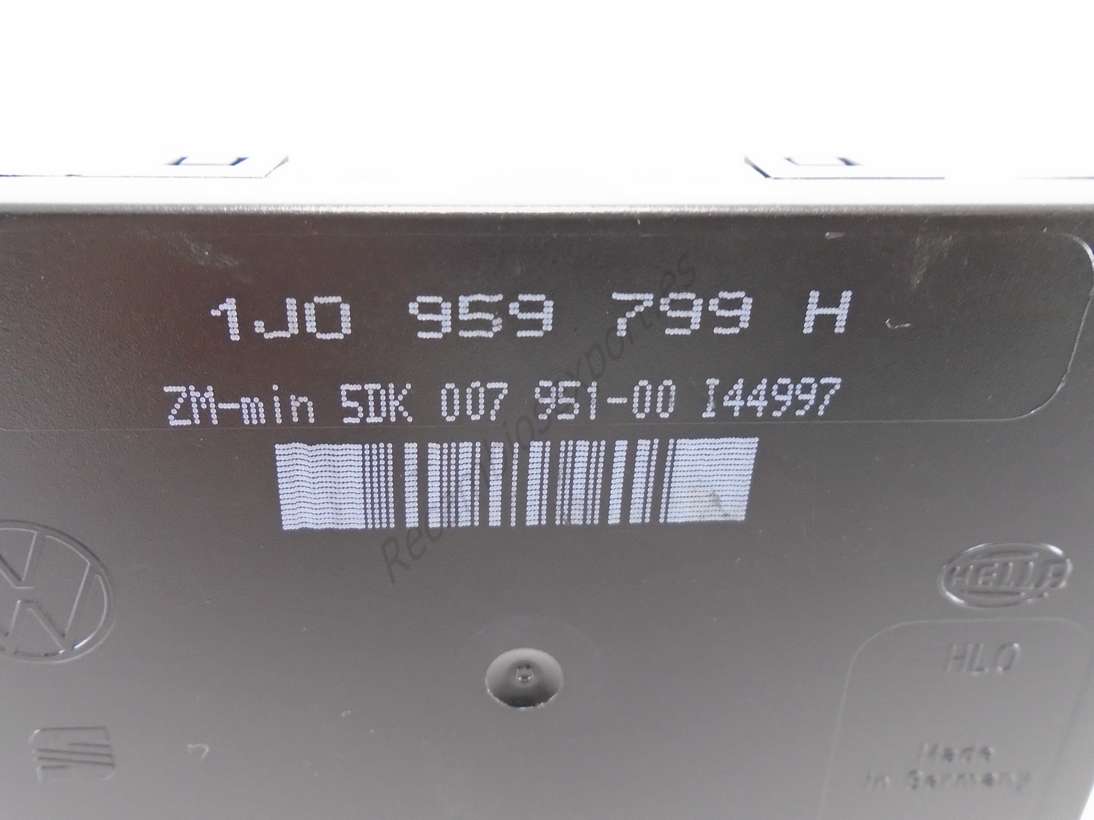 1J0 959 799 H
ZM-min 5DK 007 951-00 I44997
HELLA
HLO
Made
in Germany